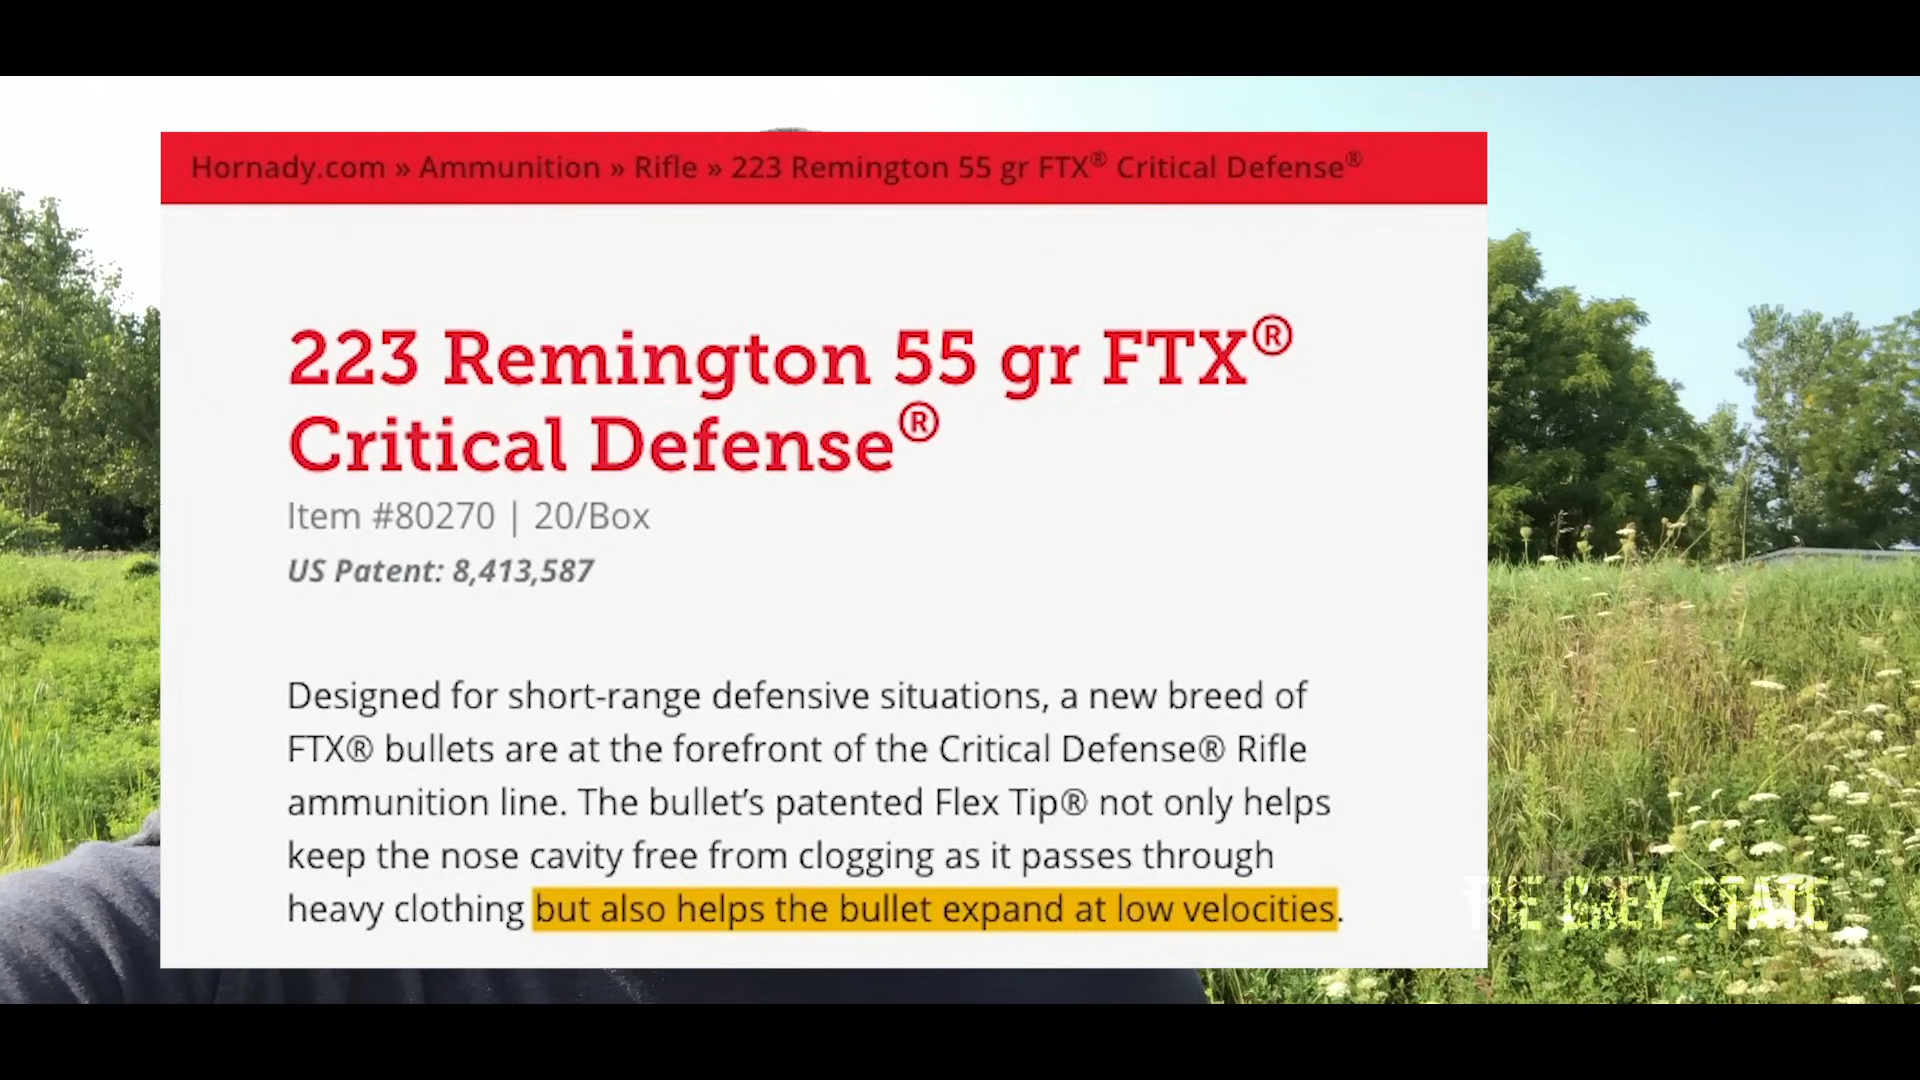 Hornady.com » Ammunition » Rifle » 223 Remington 55 gr FTX® Critical Defense®
223 Remington 55 gr FTX®
Critical Defense®
Item #80270 | 20/Box
US Patent: 8,413,587
Designed for short-range defensive situations, a new breed of
FTX® bullets are at the forefront of the Critical Defense® Rifle
ammunition line. The bullet’s patented Flex Tip® not only helps
keep the nose cavity free from clogging as it passes through
heavy clothing but also helps the bullet expand at low velocities.
THE GREY STATE